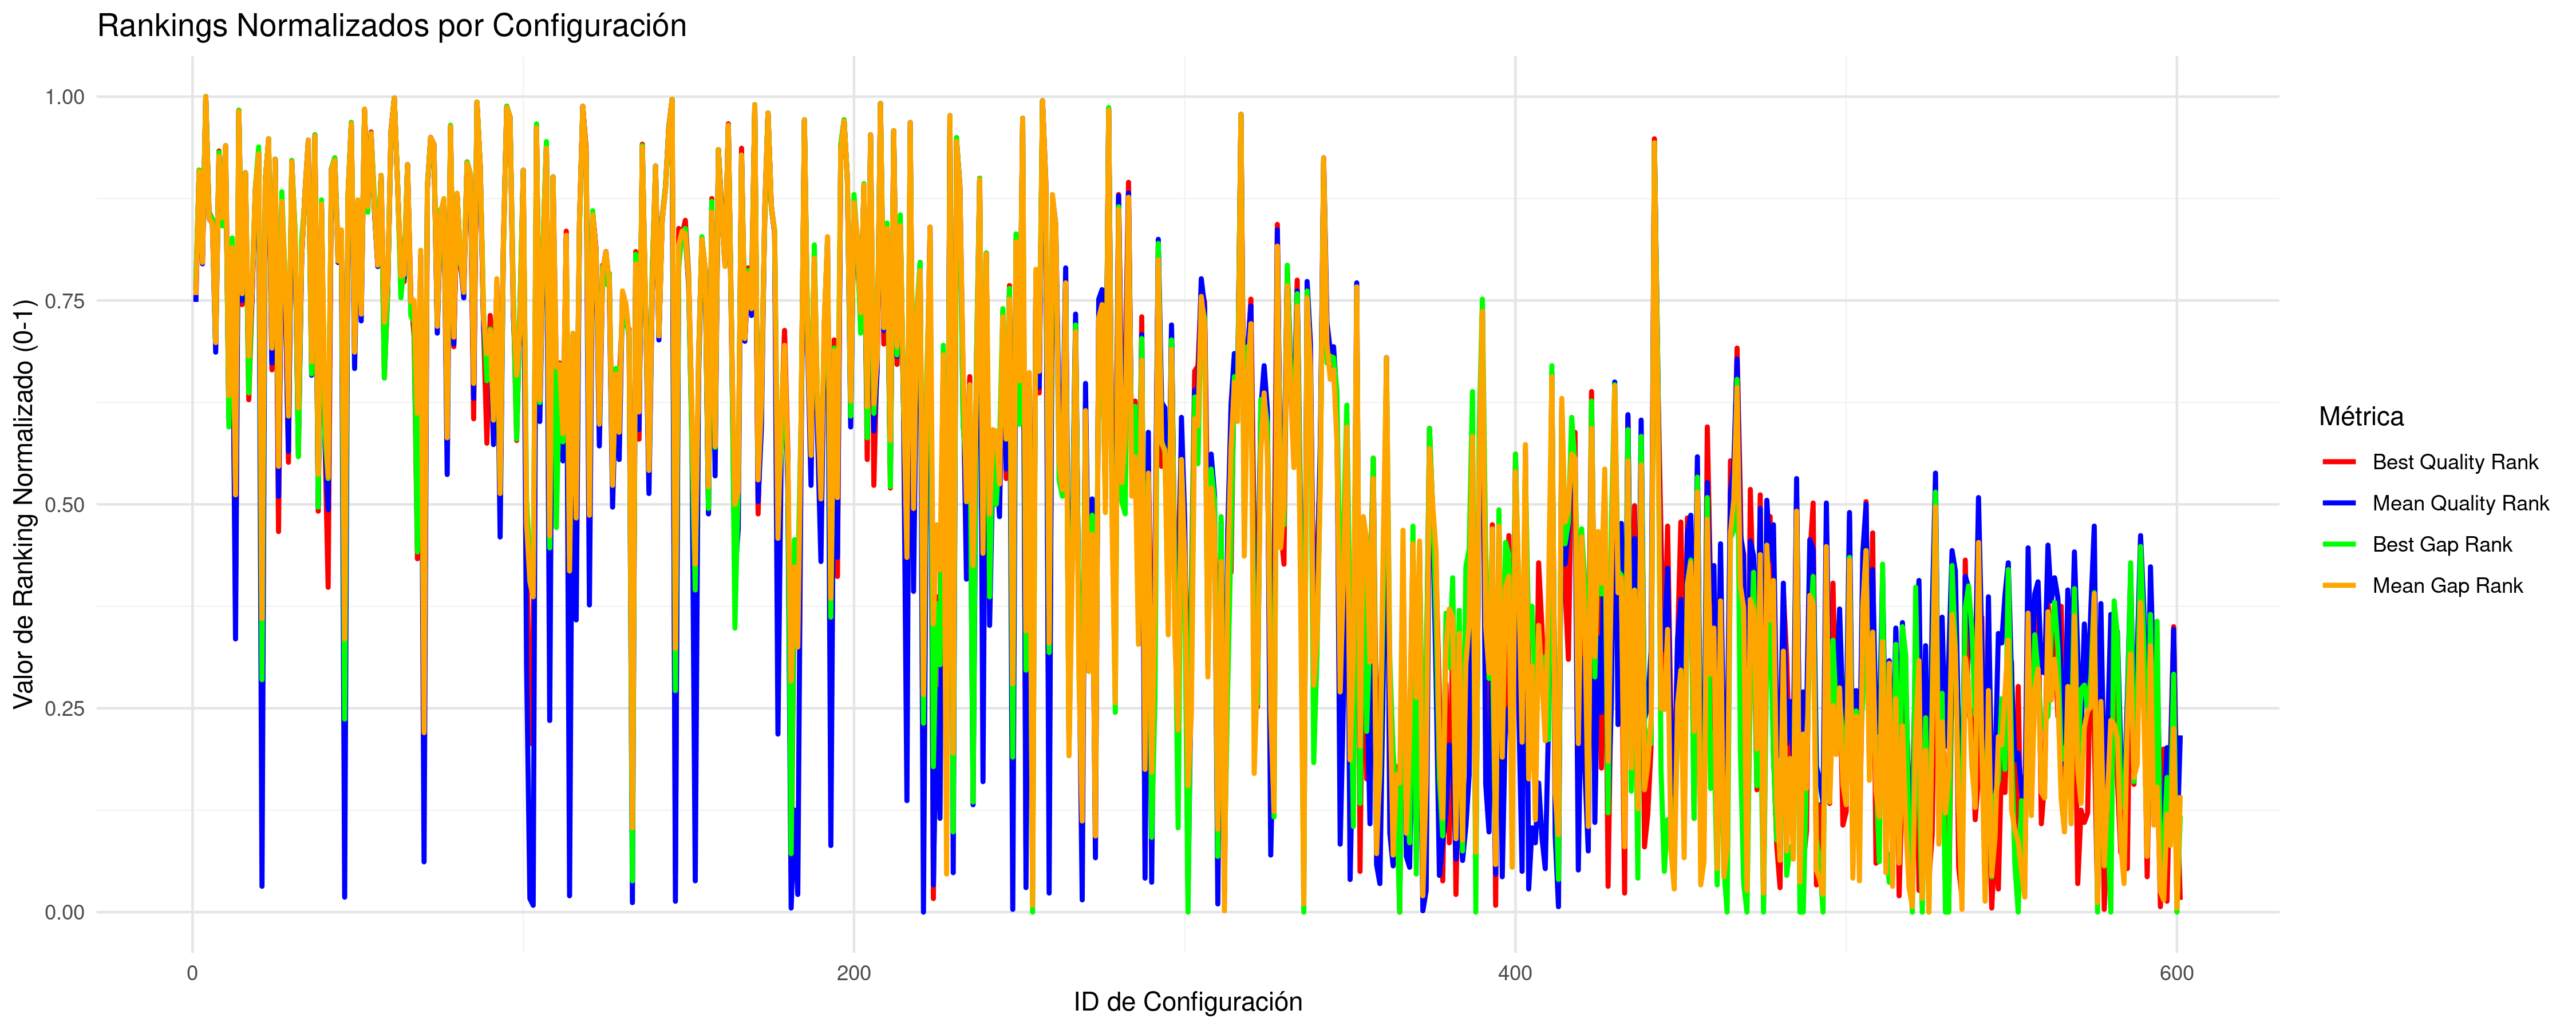 Rankings Normalizados por Configuración
Valor de Ranking Normalizado (0-1)
1.00
0.75
0.50
0.25
0.00
0
200
400
600
ID de Configuración
Métrica
Best Quality Rank
Mean Quality Rank
Best Gap Rank
Mean Gap Rank